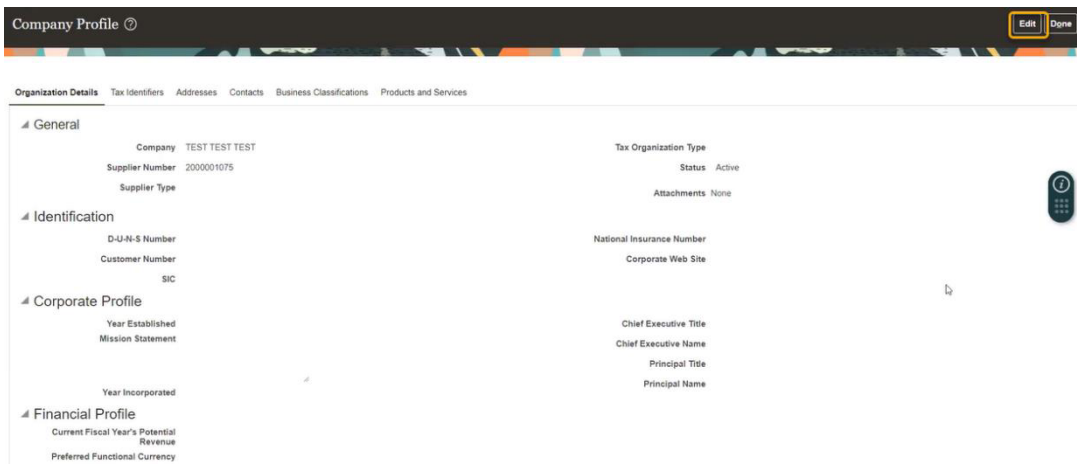 Company Profile
Edit Done
Organization Details Tax Identifiers Addresses Contacts Business Classifications Products and Services
General
Company TEST TEST TEST Tax Organization Type
Supplier Number 2000001075 Status Active
Supplier Type Attachments None
Identification
D-U-N-S Number National Insurance Number
Customer Number Corporate Web Site
SIC
Corporate Profile
Year Established Chief Executive Title
Mission Statement Chief Executive Name
Principal Title
Year Incorporated Principal Name
Financial Profile
Current Fiscal Year's Potential
Revenue
Preferred Functional Currency